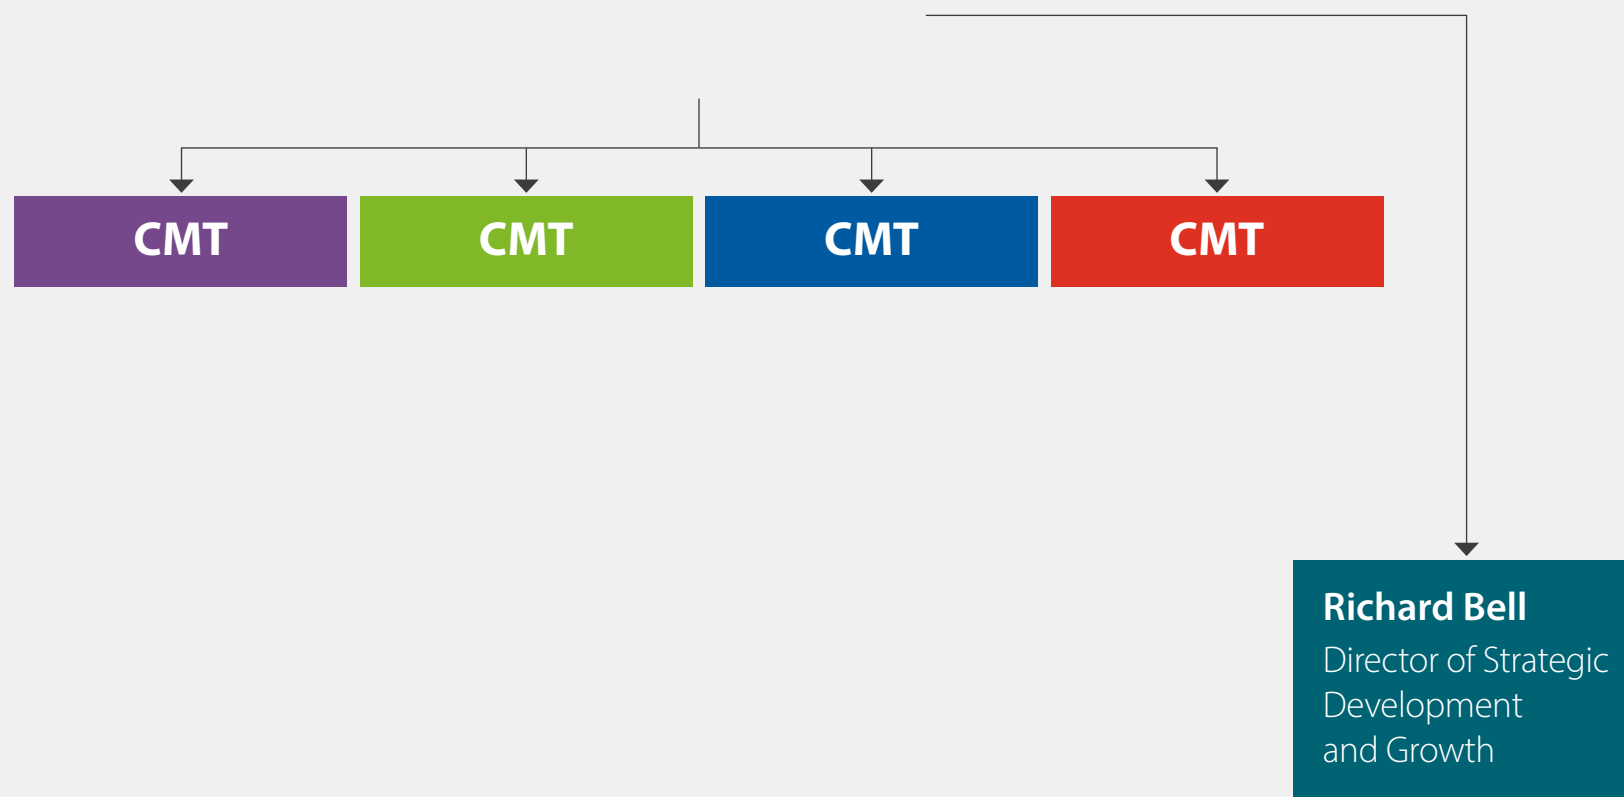 CMT
CMT
CMT
CMT
Richard Bell
Director of Strategic
Development
and Growth